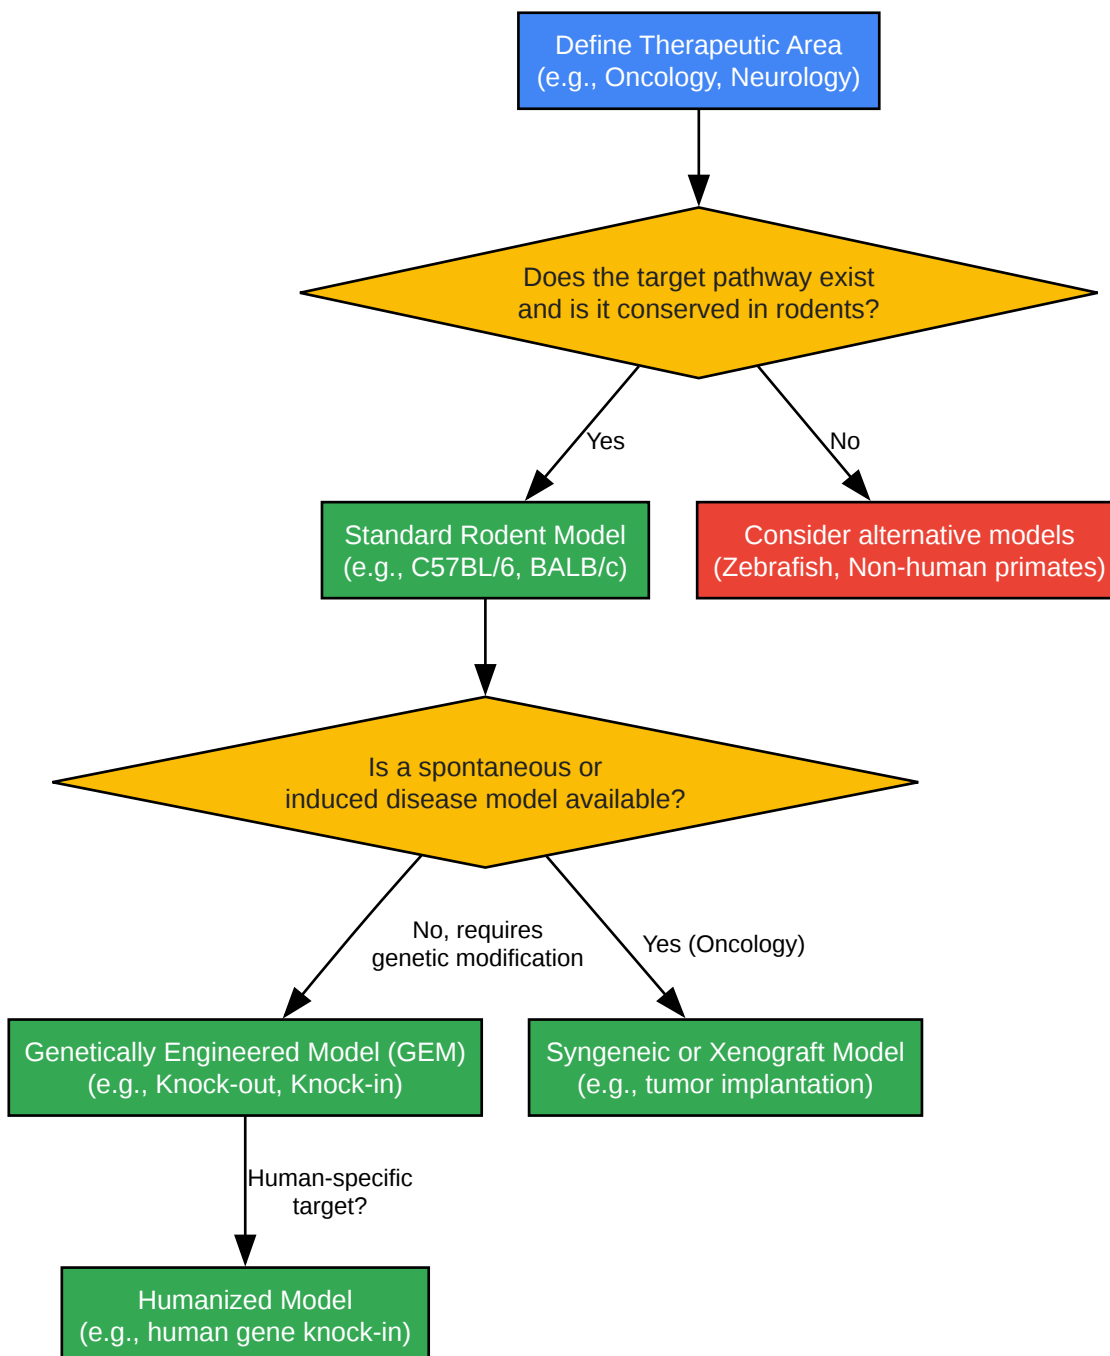 Define Therapeutic Area
(e.g., Oncology, Neurology)
Does the target pathway exist
and is it conserved in rodents?
Yes
No
Standard Rodent Model
(e.g., C57BL/6, BALB/c)
Consider alternative models
(Zebrafish, Non-human primates)
Is a spontaneous or
induced disease model available?
No, requires
genetic modification
Yes (Oncology)
Genetically Engineered Model (GEM)
(e.g., Knock-out, Knock-in)
Syngeneic or Xenograft Model
(e.g., tumor implantation)
Human-specific
target?
Humanized Model
(e.g., human gene knock-in)